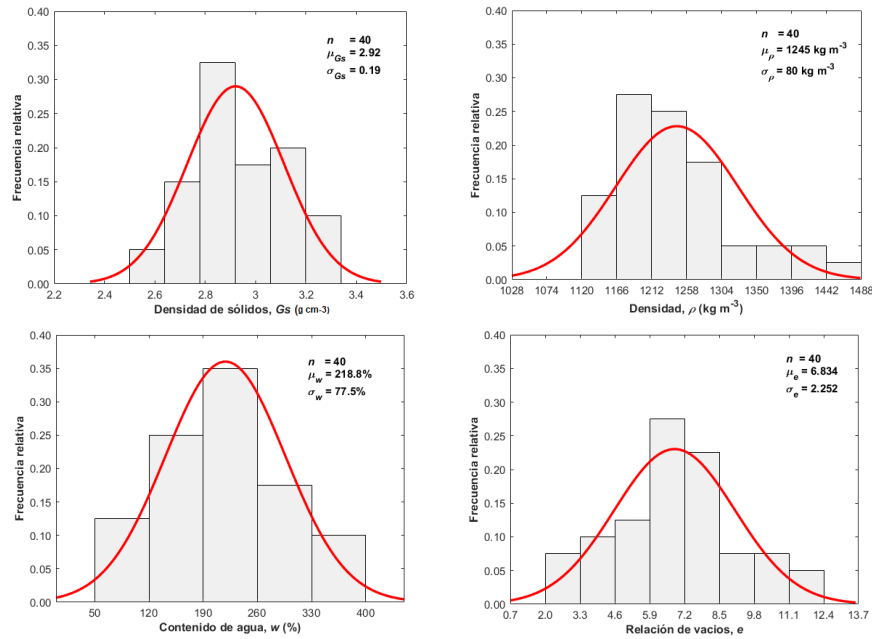 0.40
0.35
0.30
0.25
0.20
0.15
0.10
0.05
0.00
Frecuencia relativa
n = 40
μGs = 2.92
σGs = 0.19
2.2 2.4 2.6 2.8 3 3.2 3.4 3.6
Densidad de sólidos, Gs (g cm-3)
0.40
0.35
0.30
0.25
0.20
0.15
0.10
0.05
0.00
Frecuencia relativa
n = 40
μρ = 1245 kg m⁻³
σρ = 80 kg m⁻³
1028 1074 1120 1166 1212 1258 1304 1350 1396 1442 1488
Densidad, ρ (kg m⁻³)
0.40
0.35
0.30
0.25
0.20
0.15
0.10
0.05
0.00
Frecuencia relativa
n = 40
μw = 218.8%
σw = 77.5%
50 120 190 260 330 400
Contenido de agua, w (%)
0.40
0.35
0.30
0.25
0.20
0.15
0.10
0.05
0.00
Frecuencia relativa
n = 40
μe = 6.834
σe = 2.252
0.7 2.0 3.3 4.6 5.9 7.2 8.5 9.8 11.1 12.4 13.7
Relación de vacios, e